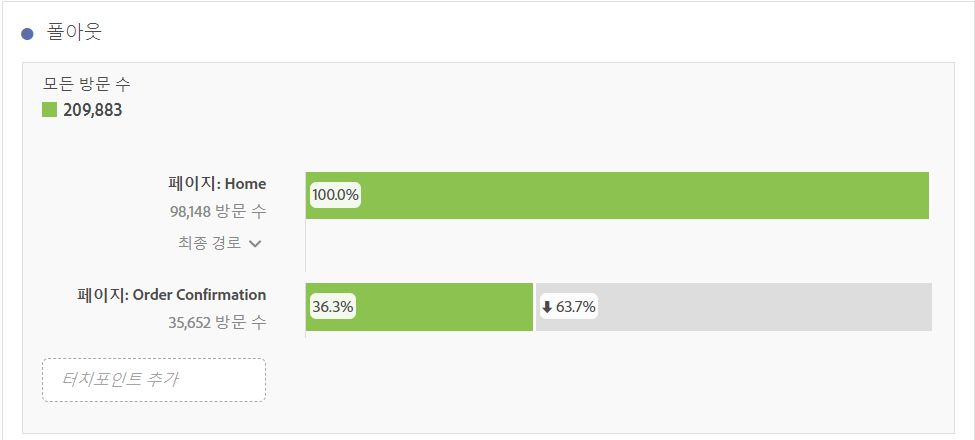 폴아웃
모든 방문 수
209,883
페이지: Home
100.0%
98,148 방문 수
최종 경로
페이지: Order Confirmation
36.3%
63.7%
35,652 방문 수
터치포인트 추가